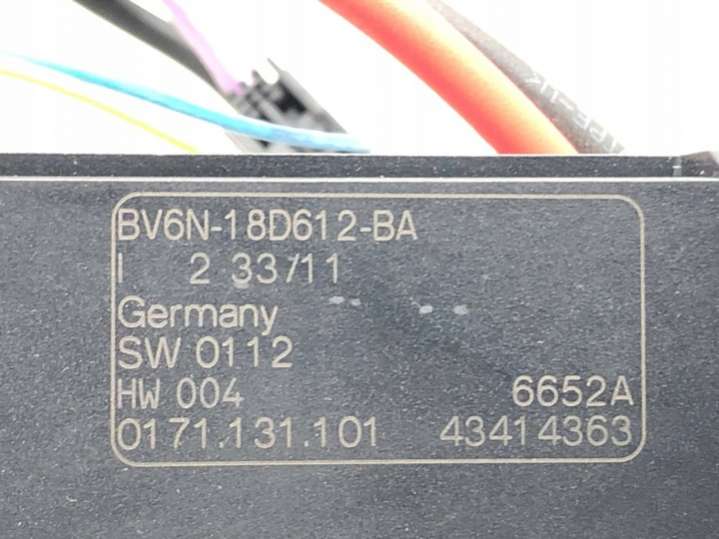 BV6N-18D612-BA
I 2 33/11
Germany
SW 0112
HW 004 6652A
0171.131.101 43414363